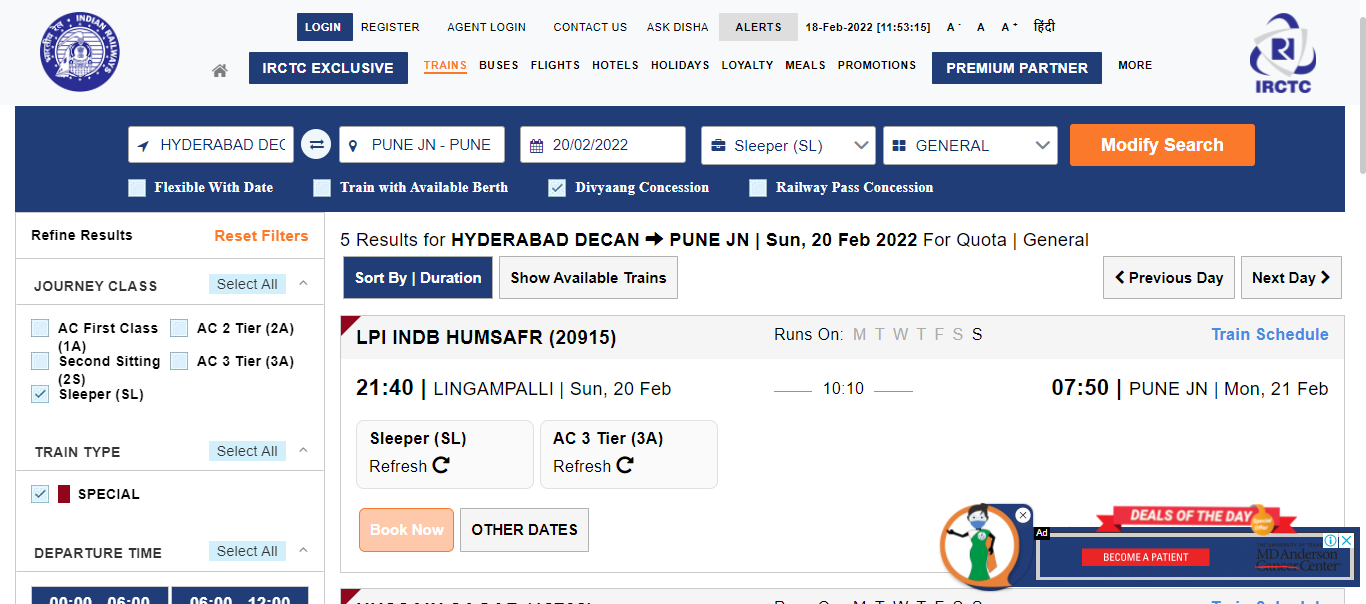 LOGIN REGISTER AGENT LOGIN CONTACT US ASK DISHA ALERTS 18-Feb-2022 [11:53:15] A- A A+ हिंदी
INDIAN RAILWAYS
भारतीय रेल
IRCTC EXCLUSIVE TRAINS BUSES FLIGHTS HOTELS HOLIDAYS LOYALTY MEALS PROMOTIONS PREMIUM PARTNER MORE
IRCTC
HYDERABAD DEC PUNE JN - PUNE 20/02/2022 Sleeper (SL) GENERAL Modify Search
Flexible With Date Train with Available Berth Divyaang Concession Railway Pass Concession
Refine Results Reset Filters
JOURNEY CLASS Select All
AC First Class (1A) AC 2 Tier (2A)
Second Sitting (2S) AC 3 Tier (3A)
Sleeper (SL)
TRAIN TYPE Select All
SPECIAL
DEPARTURE TIME Select All
00:00 - 06:00 06:00 - 12:00
5 Results for HYDERABAD DECAN ➞ PUNE JN | Sun, 20 Feb 2022 For Quota | General
Sort By | Duration Show Available Trains Previous Day Next Day
LPI INDB HUMSAFR (20915) Runs On: M T W T F S S Train Schedule
21:40 | LINGAMPALLI | Sun, 20 Feb 10:10 07:50 | PUNE JN | Mon, 21 Feb
Sleeper (SL) AC 3 Tier (3A)
Refresh Refresh
Book Now OTHER DATES
DEALS OF THE DAY
Special Offer
Ad
BECOME A PATIENT
MD Anderson
Cancer Center
Runs On: M T W T F S S Train Schedule